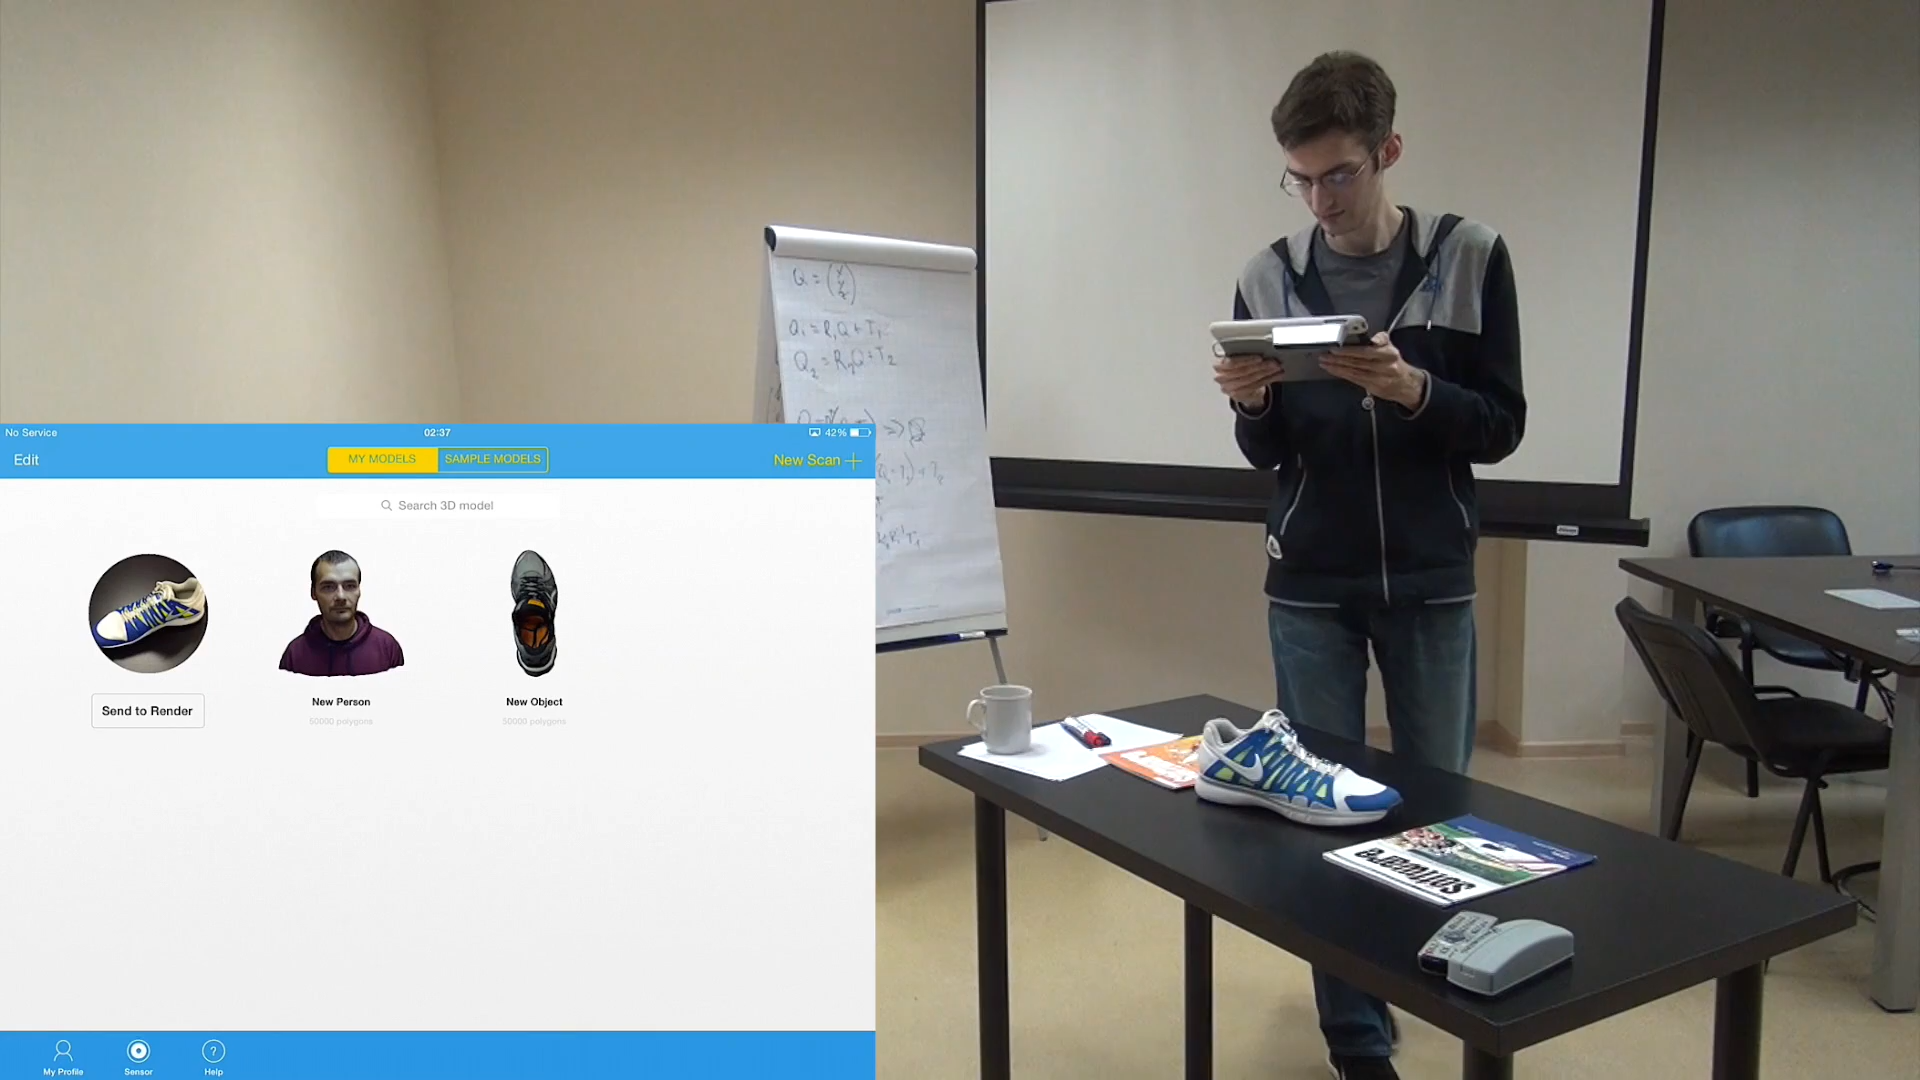 No Service
02:37
42%
Edit
MY MODELS
SAMPLE MODELS
New Scan
Search 3D model
Send to Render
New Person
50000 polygons
New Object
50000 polygons
My Profile
Sensor
? Help
Q = (x y z)
Q₁ = R₁Q + T₁
Q₂ = R₂Q + T₂
software